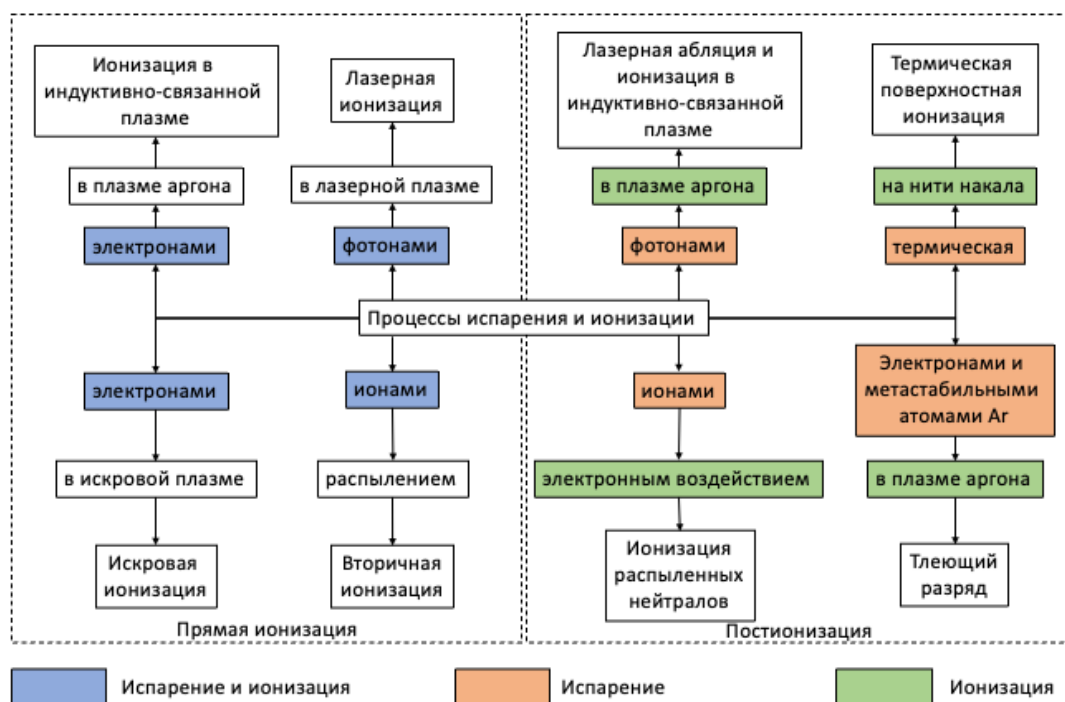 Ионизация в
индуктивно-связанной
плазме
Лазерная
ионизация
Лазерная абляция и
ионизация в
индуктивно-связанной
плазме
Термическая
поверхностная
ионизация
в плазме аргона
в лазерной плазме
в плазме аргона
на нити накала
электронами
фотонами
фотонами
термическая
Процессы испарения и ионизации
электронами
ионами
ионами
Электронами и
метастабильными
атомами Ar
в искровой плазме
распылением
электронным воздействием
в плазме аргона
Искровая
ионизация
Вторичная
ионизация
Ионизация
распыленных
нейтралов
Тлеющий
разряд
Прямая ионизация
Постионизация
Испарение и ионизация
Испарение
Ионизация